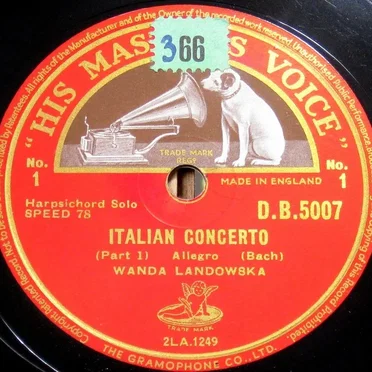 366
"HIS MASTER'S VOICE"
TRADE MARK
REGD
No. 1
No. 1
MADE IN ENGLAND
Harpsichord Solo
SPEED 78
D.B.5007
ITALIAN CONCERTO
(Part 1) Allegro (Bach)
WANDA LANDOWSKA
TRADE MARK
2LA.1249
THE GRAMOPHONE CO., LTD.